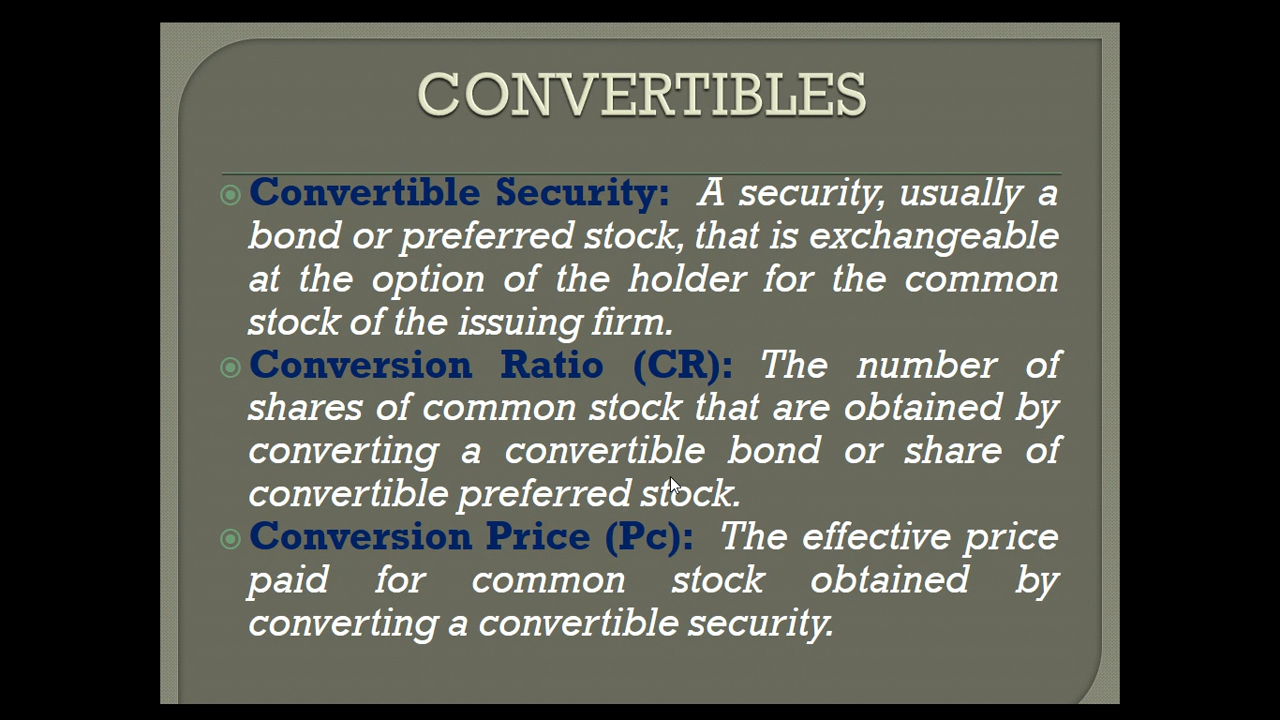 CONVERTIBLES
Convertible Security: A security, usually a
bond or preferred stock, that is exchangeable
at the option of the holder for the common
stock of the issuing firm.
Conversion Ratio (CR): The number of
shares of common stock that are obtained by
converting a convertible bond or share of
convertible preferred stock.
Conversion Price (Pc): The effective price
paid for common stock obtained by
converting a convertible security.